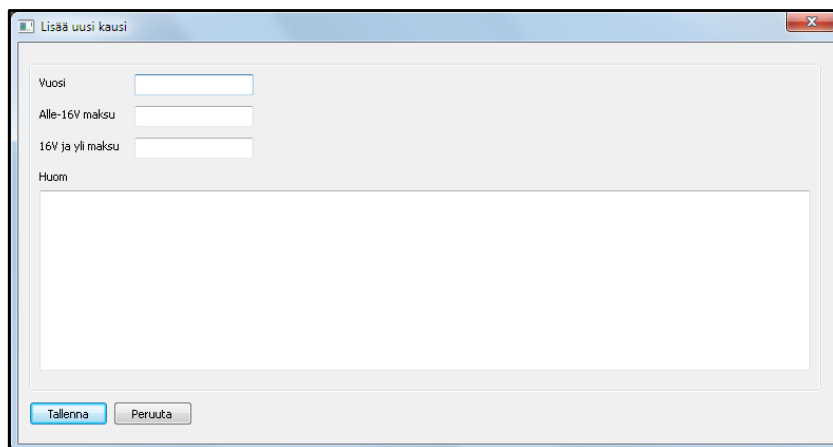 Lisää uusi kausi
Vuosi
Alle-16V maksu
16V ja yli maksu
Huom
Tallenna Peruuta